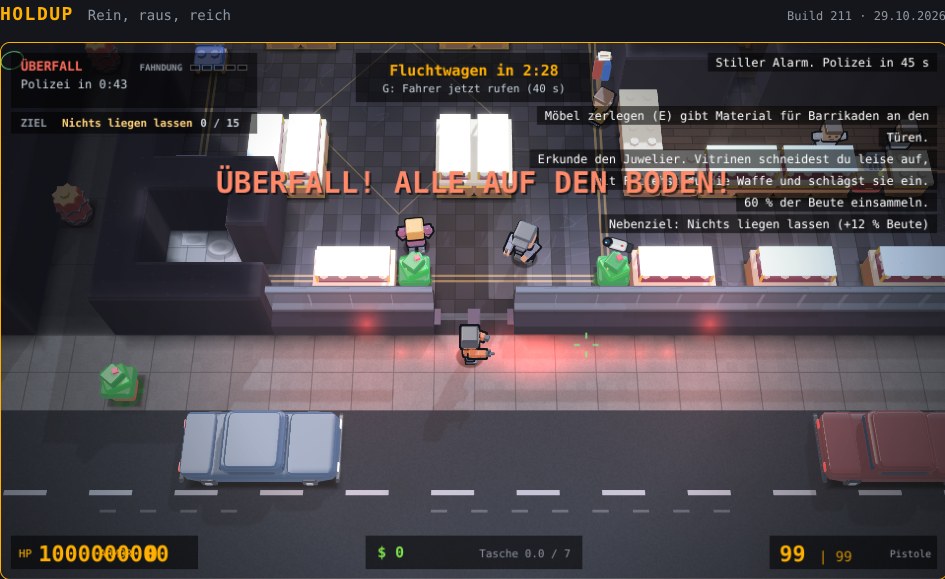 HOLDUP Rein, raus, reich
Build 211 · 29.10.2026
ÜBERFALL
FAHNDUNG
Polizei in 0:43
ZIEL Nichts liegen lassen 0 / 15
Fluchtwagen in 2:28
G: Fahrer jetzt rufen (40 s)
Stiller Alarm. Polizei in 45 s
Möbel zerlegen (E) gibt Material für Barrikaden an den
Türen.
Erkunde den Juwelier. Vitrinen schneidest du leise auf,
ÜBERFALL! ALLE AUF DEN BODEN!
Waffe und schlägst sie ein.
60 % der Beute einsammeln.
Nebenziel: Nichts liegen lassen (+12 % Beute)
HP
$ 0
Tasche 0.0 / 7
99 | 99
Pistole